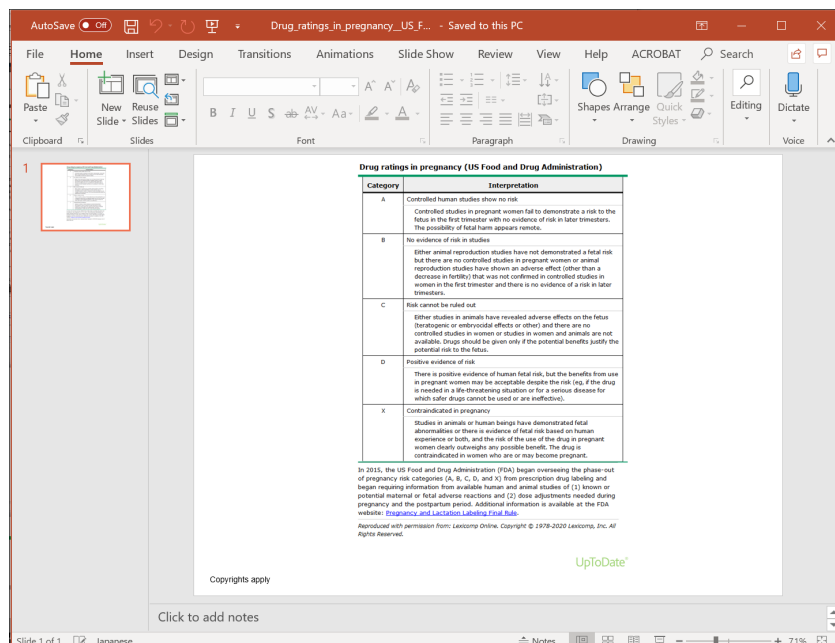 AutoSave Off Drug_ratings_in_pregnancy__US_F... - Saved to this PC
File Home Insert Design Transitions Animations Slide Show Review View Help ACROBAT Search
Paste New Slide Reuse Slides Shapes Arrange Quick Styles Editing Dictate
B I U S ab AV Aa A
Clipboard Slides Font Paragraph Drawing Voice
1
Drug ratings in pregnancy (US Food and Drug Administration)
Category Interpretation
A Controlled human studies show no risk
Controlled studies in pregnant women fail to demonstrate a risk to the
fetus in the first trimester with no evidence of risk in later trimesters.
The possibility of fetal harm appears remote.
B No evidence of risk in studies
Either animal reproduction studies have not demonstrated a fetal risk
but there are no controlled studies in pregnant women or animal
reproduction studies have shown an adverse effect (other than a
decrease in fertility) that was not confirmed in controlled studies in
women in the first trimester and there is no evidence of a risk in later
trimesters.
C Risk cannot be ruled out
Either studies in animals have revealed adverse effects on the fetus
(teratogenic or embryocidal effects or other) and there are no
controlled studies in women or studies in women and animals are not
available. Drugs should be given only if the potential benefits justify the
potential risk to the fetus.
D Positive evidence of risk
There is positive evidence of human fetal risk, but the benefits from use
in pregnant women may be acceptable despite the risk (eg, if the drug
is needed in a life-threatening situation or for a serious disease for
which safer drugs cannot be used or are ineffective).
X Contraindicated in pregnancy
Studies in animals or human beings have demonstrated fetal
abnormalities or there is evidence of fetal risk based on human
experience or both, and the risk of the use of the drug in pregnant
women clearly outweighs any possible benefit. The drug is
contraindicated in women who are or may become pregnant.
In 2015, the US Food and Drug Administration (FDA) began overseeing the phase-out
of pregnancy risk categories (A, B, C, D, and X) from prescription drug labeling and
began requiring information from available human and animal studies of (1) known or
potential maternal or fetal adverse reactions and (2) dose adjustments needed during
pregnancy and the postpartum period. Additional information is available at the FDA
website: Pregnancy and Lactation Labeling Final Rule.
Reproduced with permission from: Lexicomp Online. Copyright © 1978-2020 Lexicomp, Inc. All
Rights Reserved.
UpToDate®
Copyrights apply
Click to add notes
Slide 1 of 1 Japanese Notes 71%